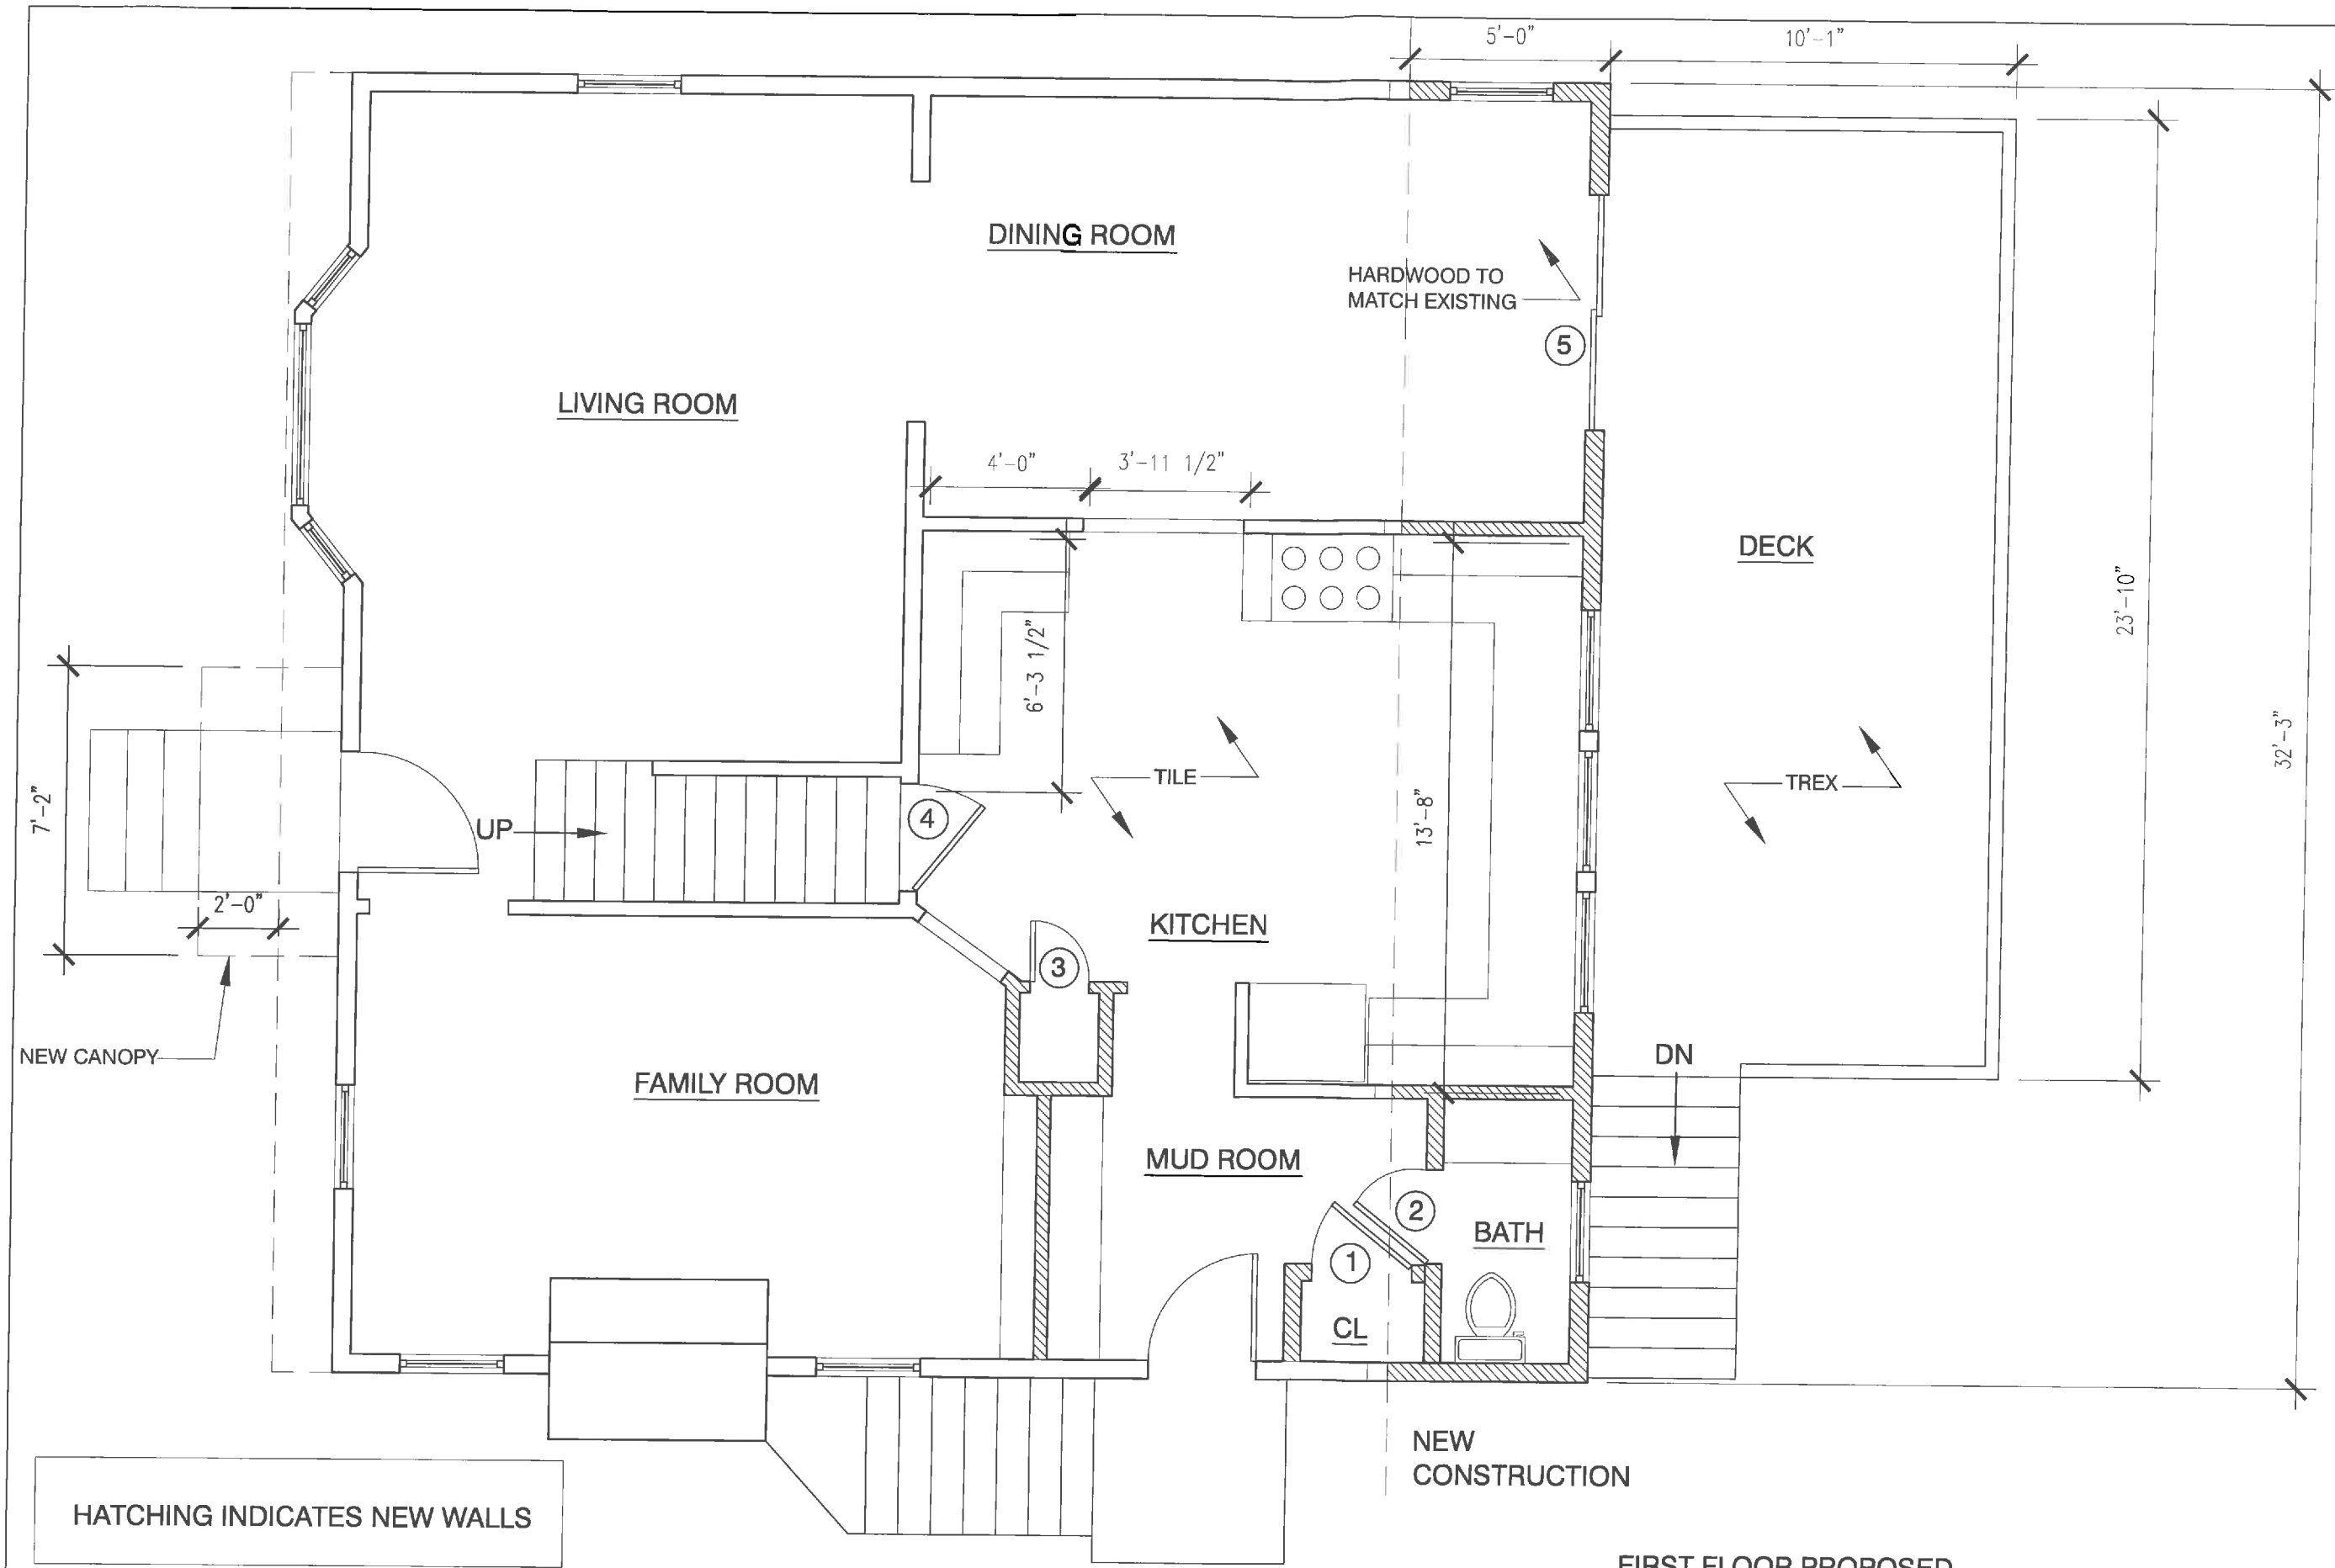 5'-0"
10'-1"
DINING ROOM
HARDWOOD TO
MATCH EXISTING
5
LIVING ROOM
4'-0"
3'-11 1/2"
DECK
23'-10"
32'-3"
6'-3 1/2"
TILE
TREX
7'-2"
UP
4
13'-8"
2'-0"
KITCHEN
3
NEW CANOPY
FAMILY ROOM
DN
MUD ROOM
2
BATH
1
CL
NEW
CONSTRUCTION
HATCHING INDICATES NEW WALLS
FIRST FLOOR PROPOSED